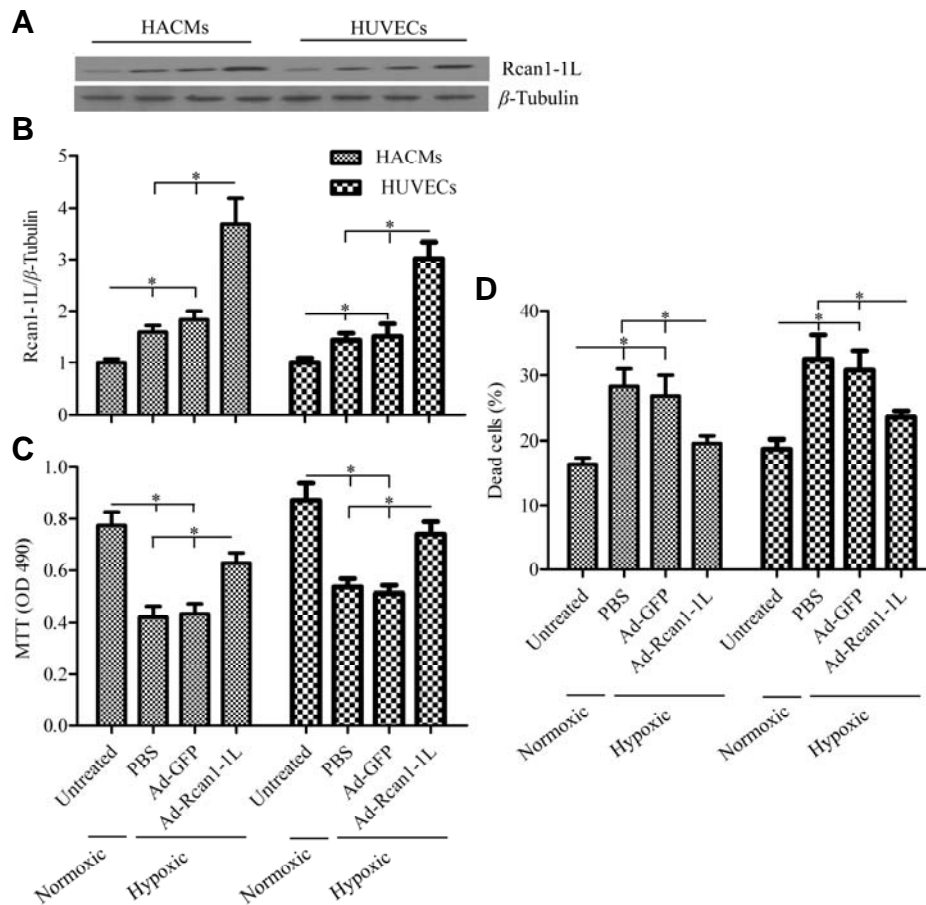 A
HACMs
HUVECs
Rcan1-1L
β-Tubulin
B
Rcan1-1L/β-Tubulin
5
4
3
2
1
0
HACMs
HUVECs
*
*
*
*
C
MTT (OD 490)
1.0
0.8
0.6
0.4
0.2
0.0
*
*
*
*
Untreated
PBS
Ad-GFP
Ad-Rcan1-1L
Untreated
PBS
Ad-GFP
Ad-Rcan1-1L
Normoxic
Hypoxic
Normoxic
Hypoxic
D
Dead cells (%)
40
30
20
10
0
*
*
*
*
Untreated
PBS
Ad-GFP
Ad-Rcan1-1L
Untreated
PBS
Ad-GFP
Ad-Rcan1-1L
Normoxic
Hypoxic
Normoxic
Hypoxic